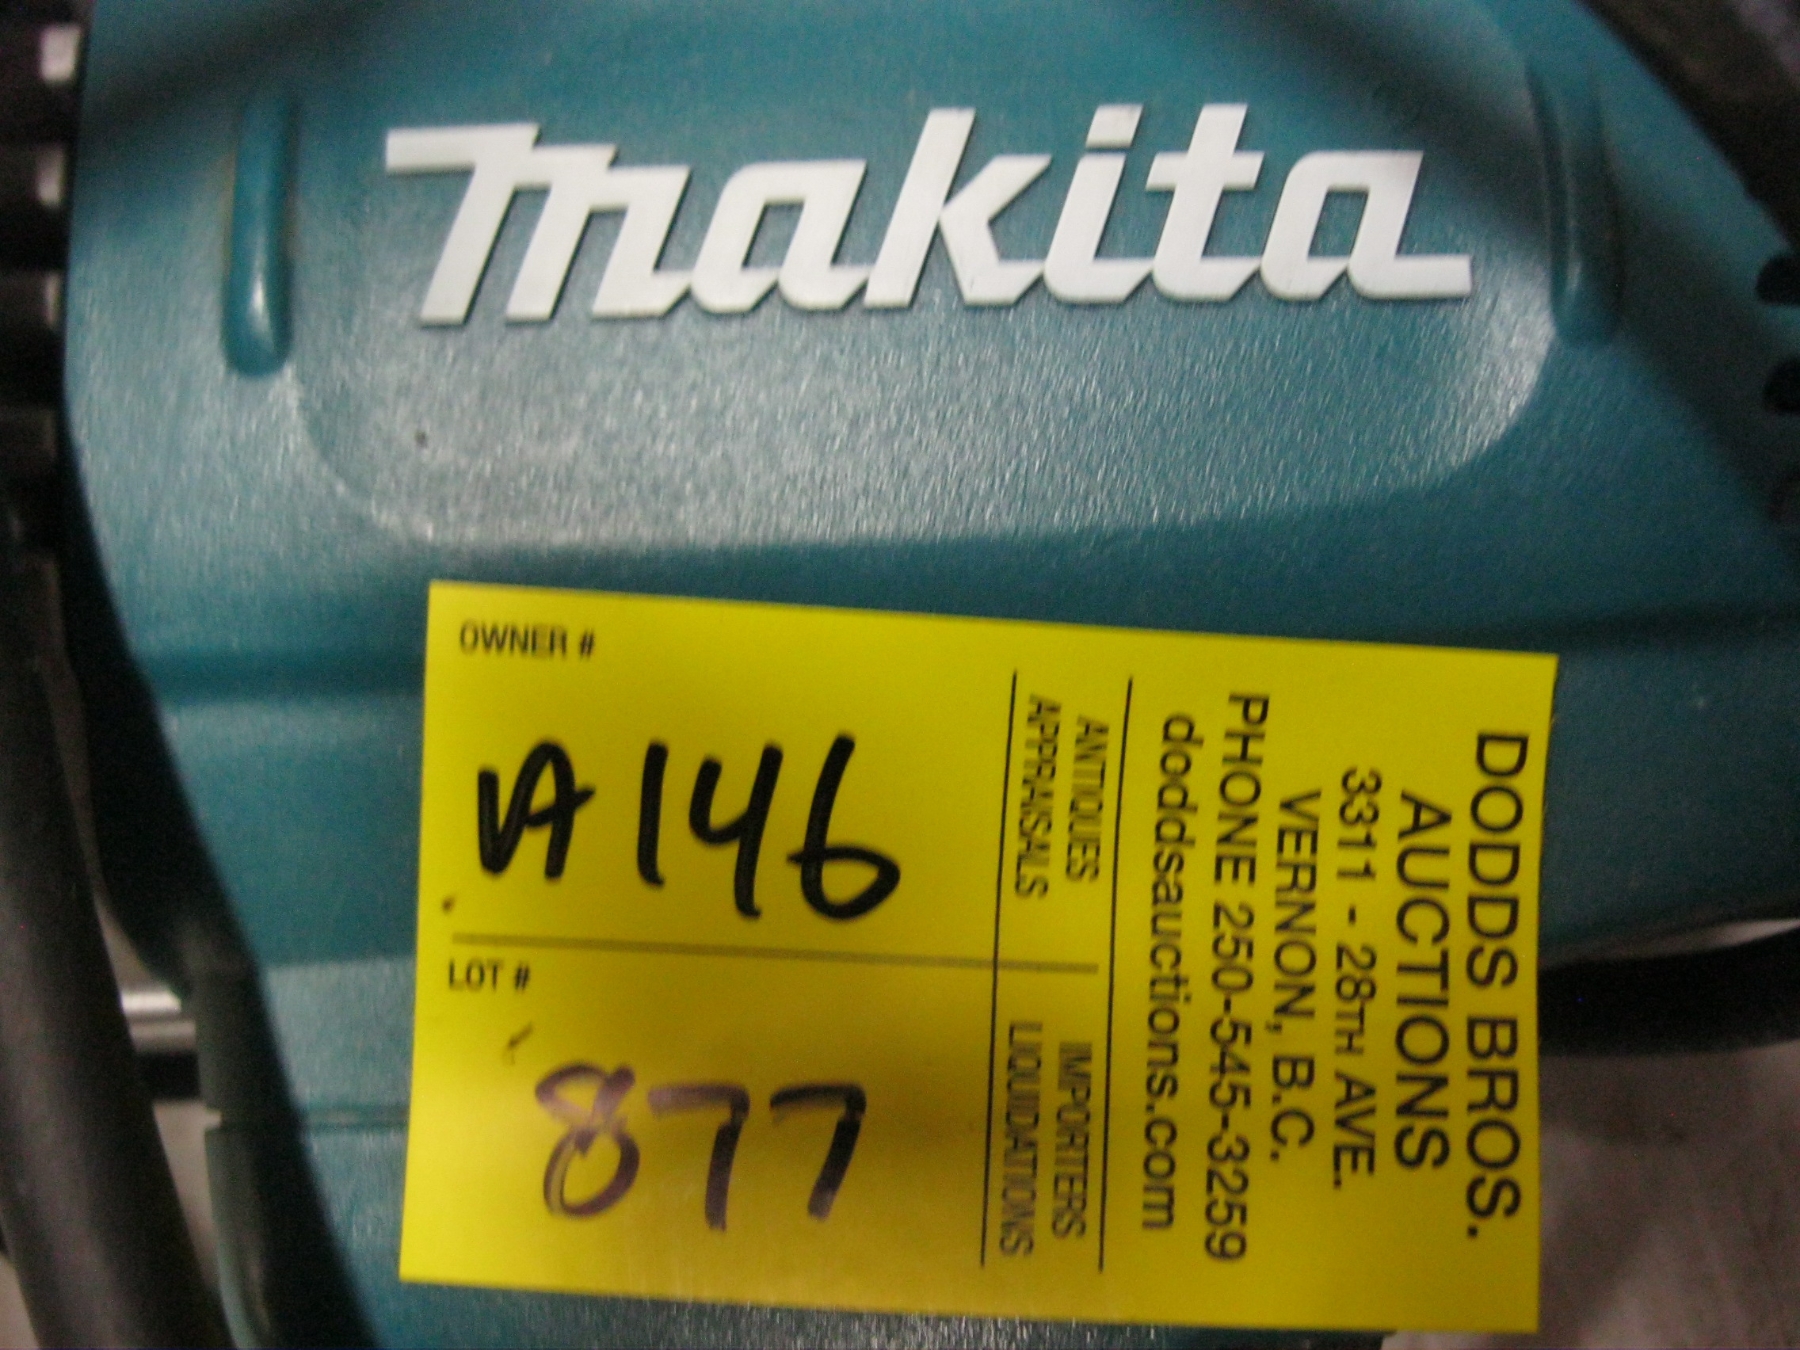 makita
OWNER #
A146
LOT #
877
ANTIQUES IMPORTERS
APPRAISALS LIQUIDATIONS
DODDS BROS.
AUCTIONS
3311 - 28TH AVE.
VERNON, B.C.
PHONE 250-545-3259
doddsauctions.com